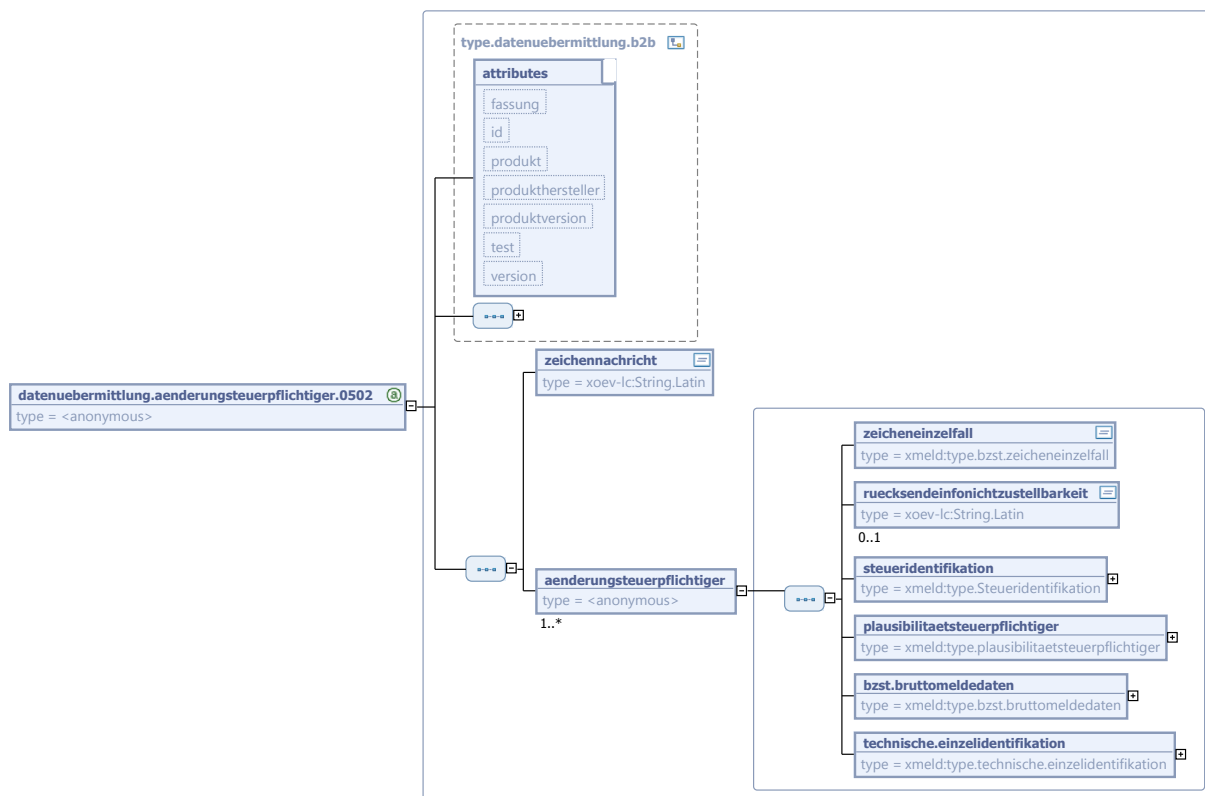 type.datenuebermittlung.b2b
attributes
fassung
id
produkt
produkthersteller
produktversion
test
version
zeichennachricht
type = xoev-lc:String.Latin
datenuebermittlung.aenderungsteuerpflichtiger.0502
type = <anonymous>
zeicheneinzelfall
type = xmeld:type.bzst.zeicheneinzelfall
ruecksendeinfonichtzustellbarkeit
type = xoev-lc:String.Latin
0..1
aenderungsteuerpflichtiger
type = <anonymous>
1..*
steueridentifikation
type = xmeld:type.Steueridentifikation
plausibilitaetsteuerpflichtiger
type = xmeld:type.plausibilitaetsteuerpflichtiger
bzst.bruttomeldedaten
type = xmeld:type.bzst.bruttomeldedaten
technische.einzelidentifikation
type = xmeld:type.technische.einzelidentifikation